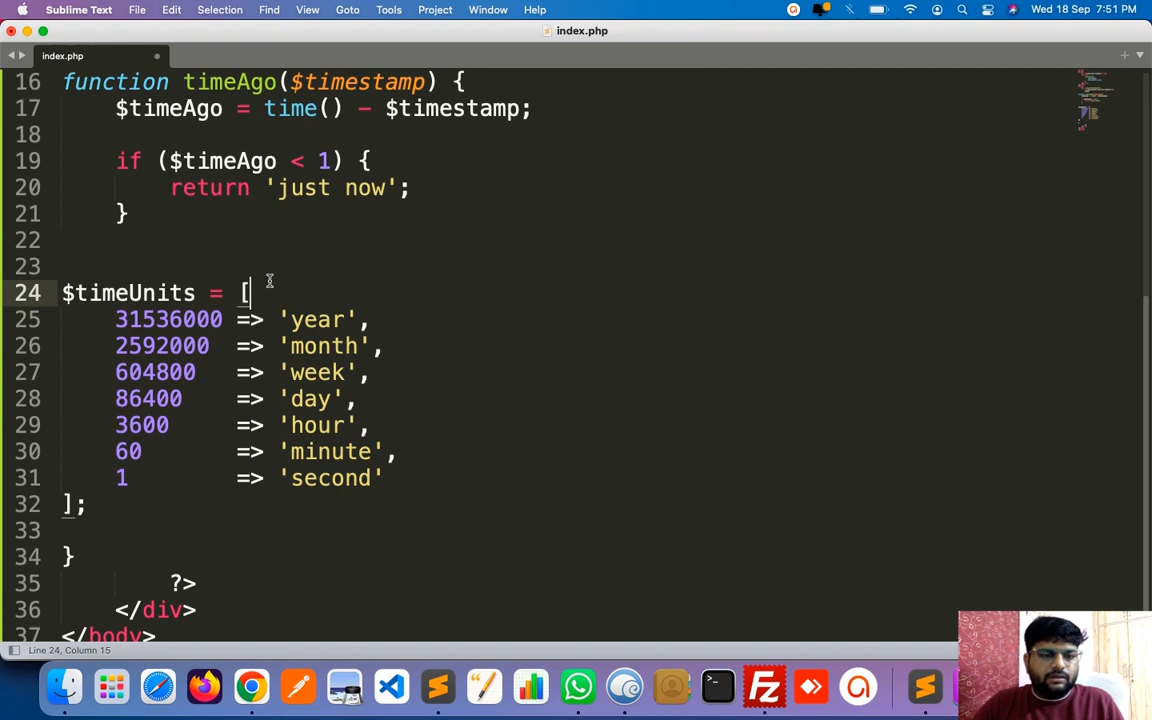 Sublime Text File Edit Selection Find View Goto Tools Project Window Help Wed 18 Sep 7:51 PM
index.php
index.php
16 function timeAgo($timestamp) {
17 $timeAgo = time() - $timestamp;
18
19 if ($timeAgo < 1) {
20 return 'just now';
21 }
22
23
24 $timeUnits = [
25 31536000 => 'year',
26 2592000 => 'month',
27 604800 => 'week',
28 86400 => 'day',
29 3600 => 'hour',
30 60 => 'minute',
31 1 => 'second'
32 ];
33
34 }
35 ?>
36 </div>
37 </body>
Line 24, Column 15